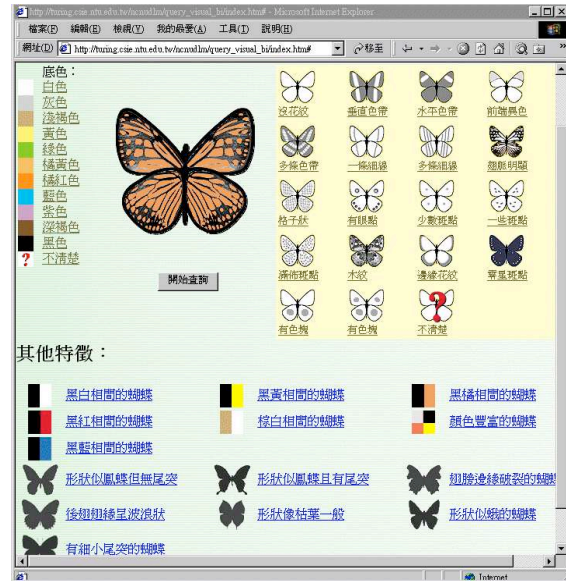 http://turing.csie.ntu.edu.tw/ncnudlm/query_visual_bi/index.htm# - Microsoft Internet Explorer
檔案(F) 編輯(E) 檢視(V) 我的最愛(A) 工具(T) 說明(H)
網址(D) http://turing.csie.ntu.edu.tw/ncnudlm/query_visual_bi/index.htm# 移至
底色：
白色
灰色
淺褐色
黃色
綠色
橘黃色
橘紅色
藍色
紫色
深褐色
黑色
不清楚
開始查詢
沒花紋 垂直色帶 水平色帶 前端異色
多條色帶 一條細線 多條細線 翅脈明顯
格子狀 有眼點 少數斑點 一些斑點
滿佈斑點 木紋 邊緣花紋 零星斑點
有色塊 有色塊 不清楚
其他特徵：
黑白相間的蝴蝶 黑黃相間的蝴蝶 黑橘相間的蝴蝶
黑紅相間的蝴蝶 棕白相間的蝴蝶 顏色豐富的蝴蝶
黑藍相間的蝴蝶
形狀似鳳蝶但無尾突 形狀似鳳蝶且有尾突 翅膀邊緣破裂的蝴蝶
後翅翅緣呈波浪狀 形狀像枯葉一般 形狀似蛾的蝴蝶
有細小尾突的蝴蝶
Internet